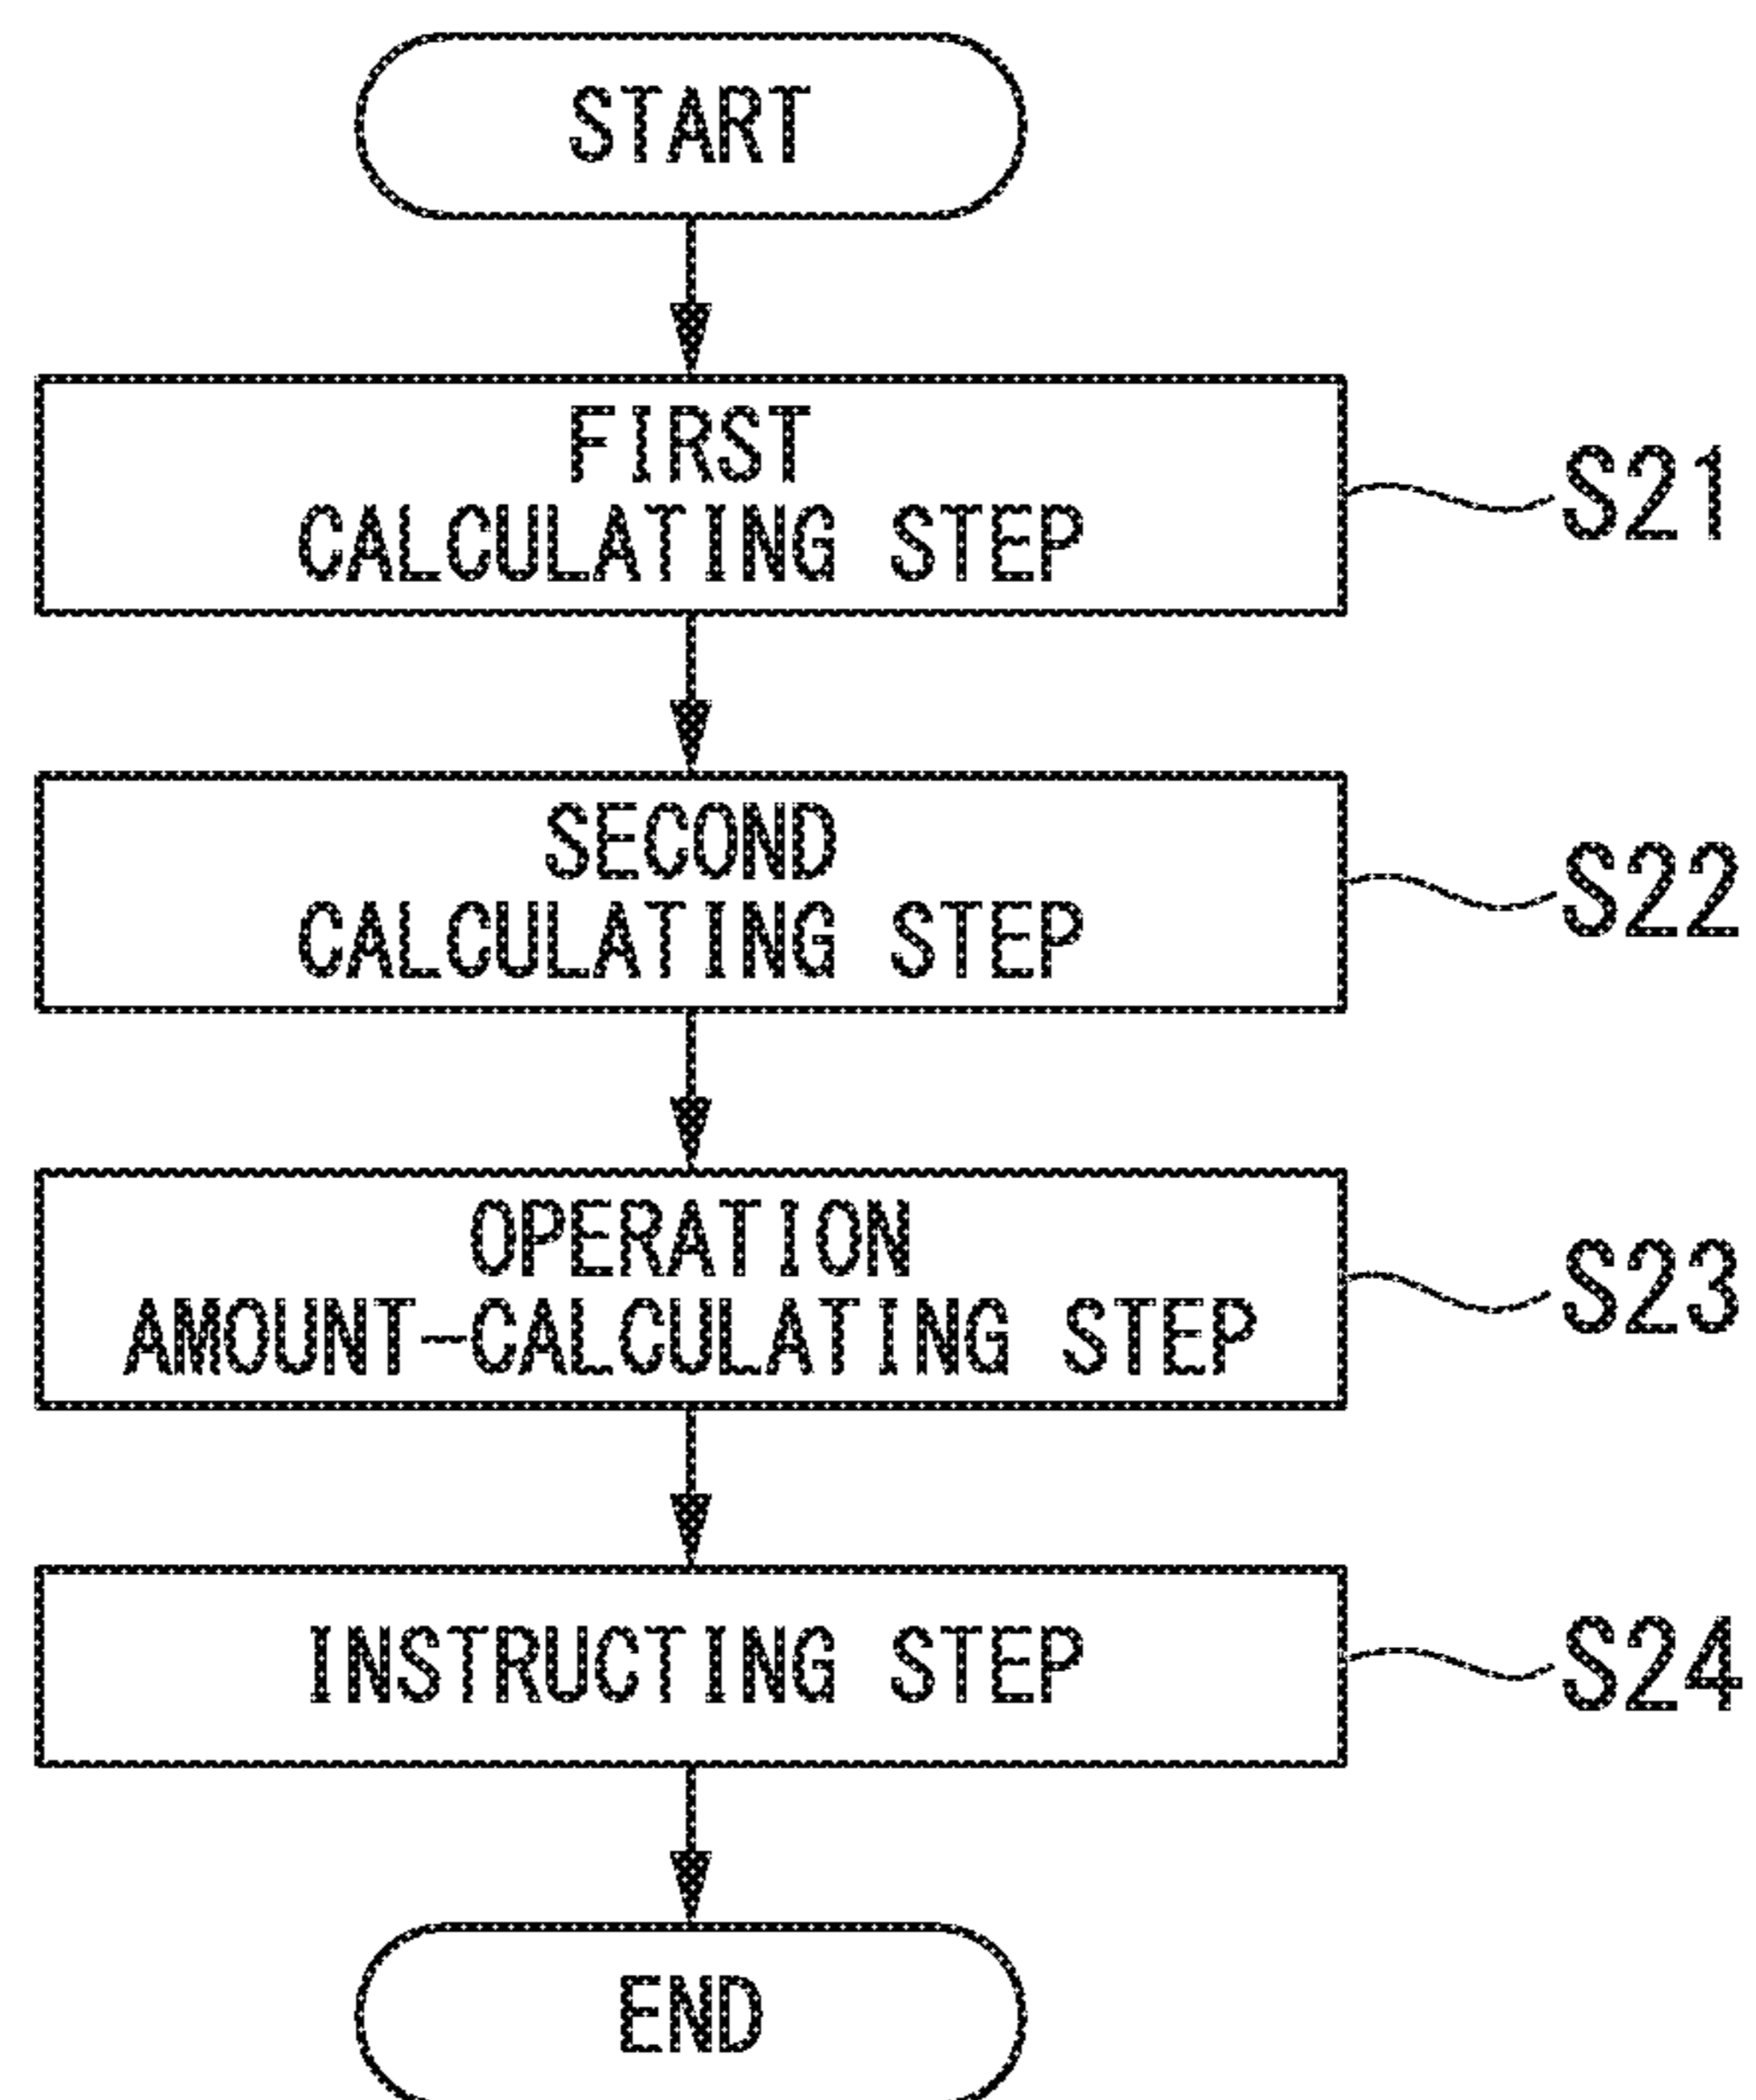 START
FIRST
CALCULATING STEP
S21
SECOND
CALCULATING STEP
S22
OPERATION
AMOUNT-CALCULATING STEP
S23
INSTRUCTING STEP
S24
END